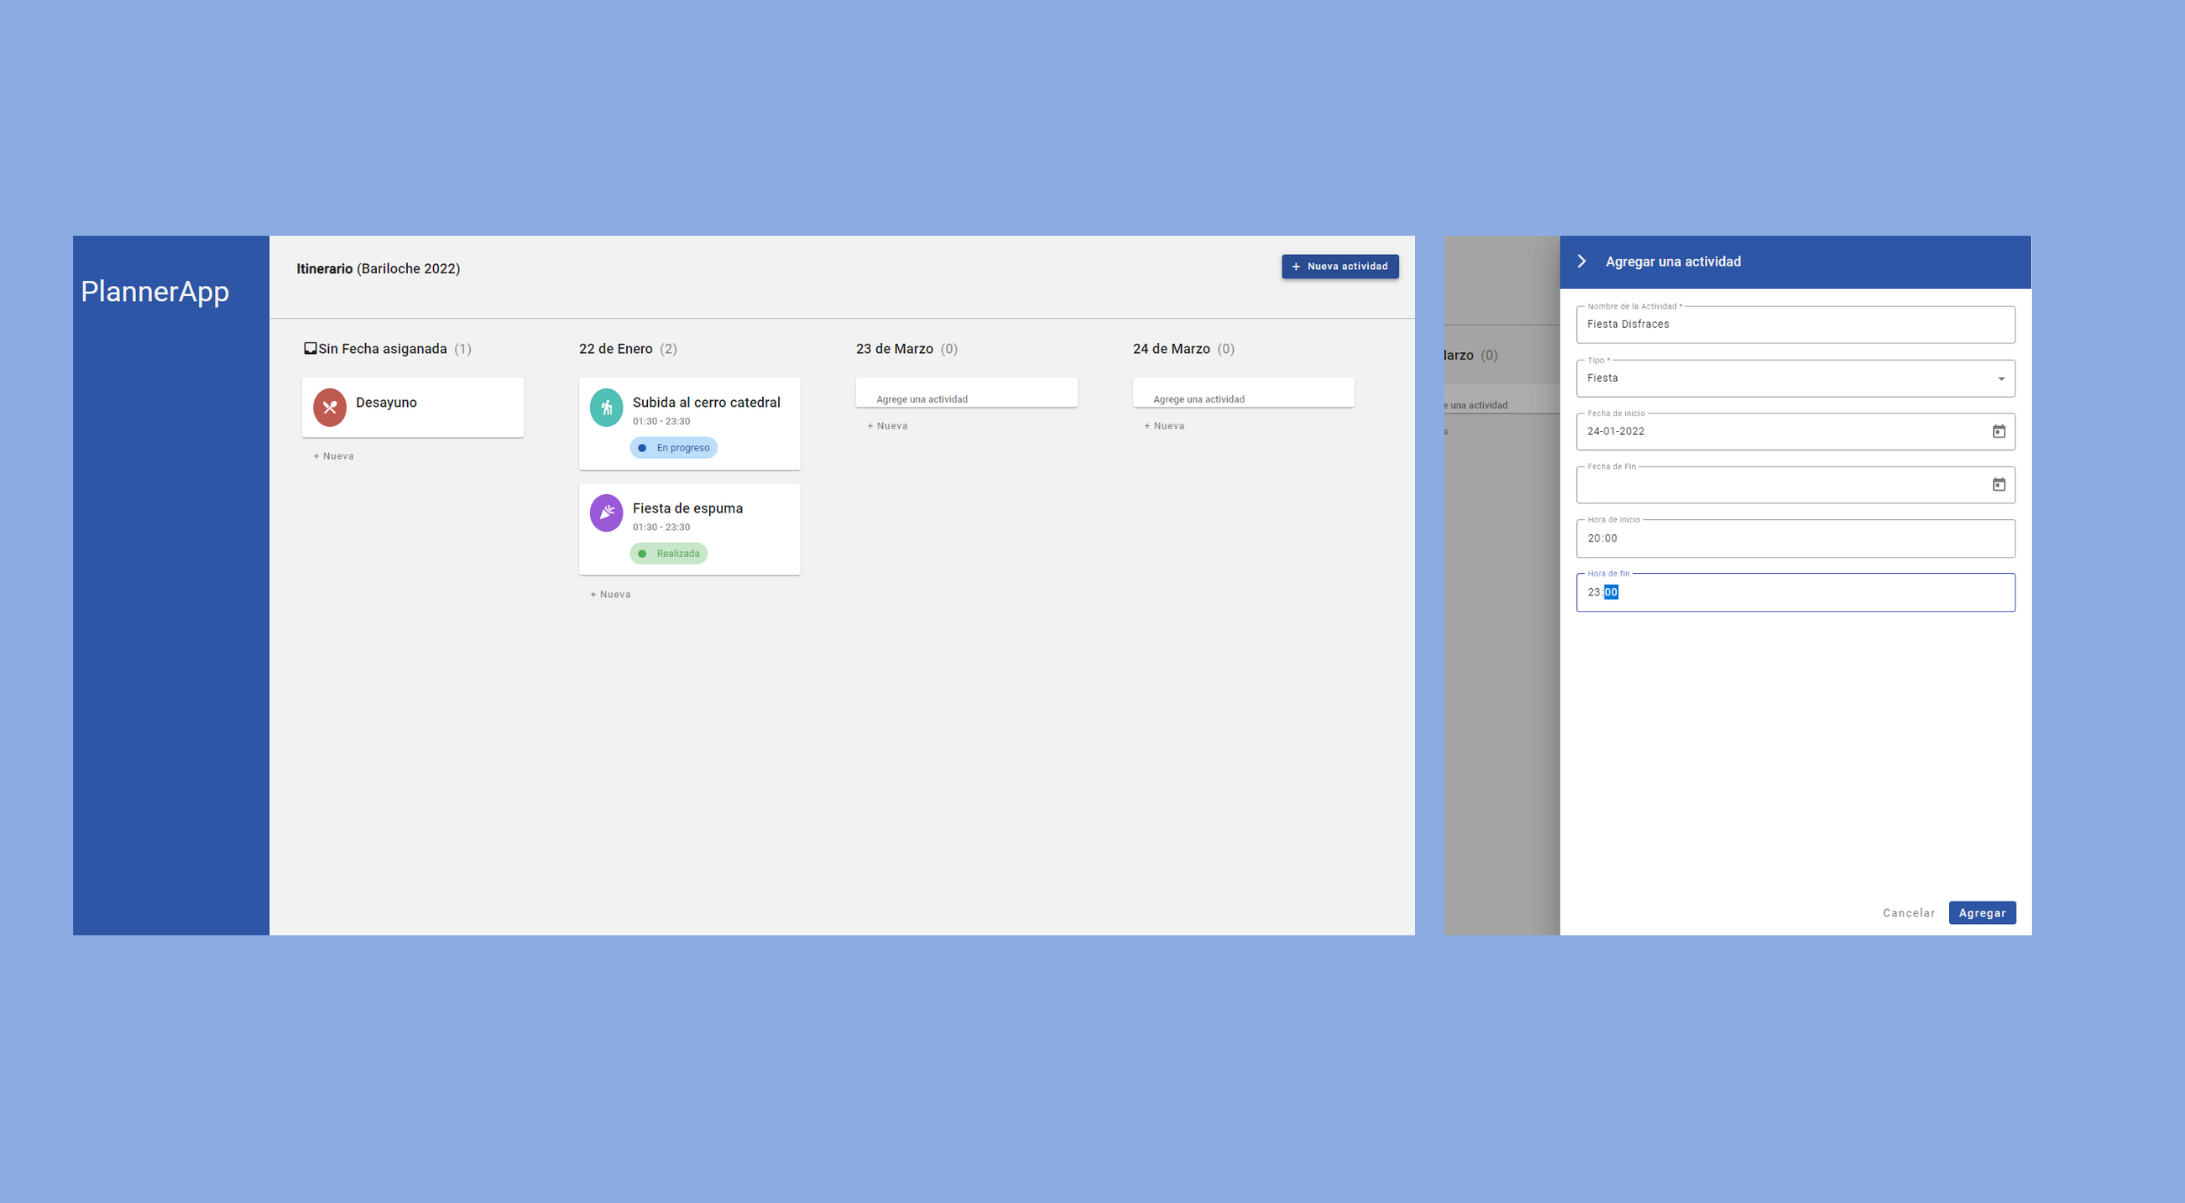 PlannerApp
Itinerario (Bariloche 2022)
+ Nueva actividad
Sin Fecha asiganada (1)
Desayuno
+ Nueva
22 de Enero (2)
Subida al cerro catedral
01:30 - 23:30
En progreso
Fiesta de espuma
01:30 - 23:30
Realizada
+ Nueva
23 de Marzo (0)
Agrege una actividad
+ Nueva
24 de Marzo (0)
Agrege una actividad
+ Nueva
larzo (0)
e una actividad
a
Agregar una actividad
Nombre de la Actividad *
Fiesta Disfraces
Tipo *
Fiesta
Fecha de inicio
24-01-2022
Fecha de Fin
Hora de inicio
20:00
Hora de fin
23:00
Cancelar
Agregar